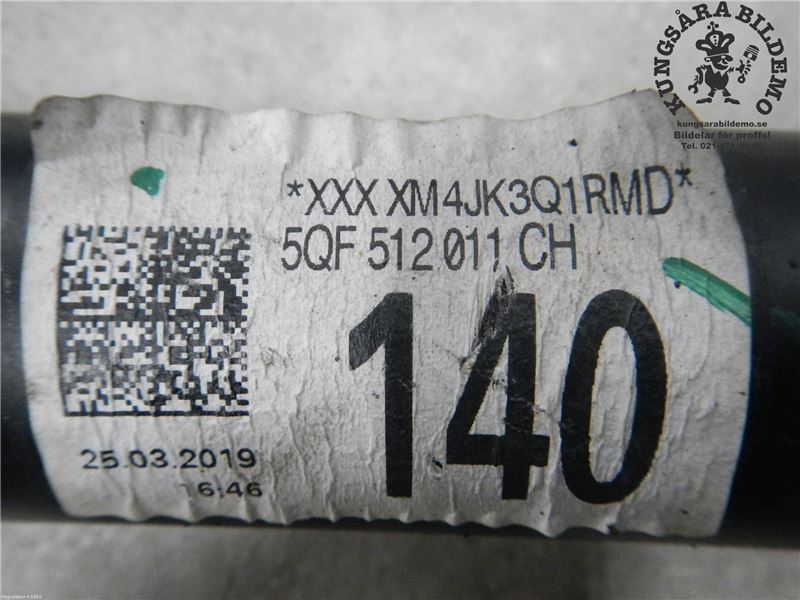 KUNGSÅRA BILDEMO
kungsarabildemo.se
Bildelar för proffs!
*XXX XM4JK3Q1RMD*
5QF 512 011 CH
140
25.03.2019
16:46